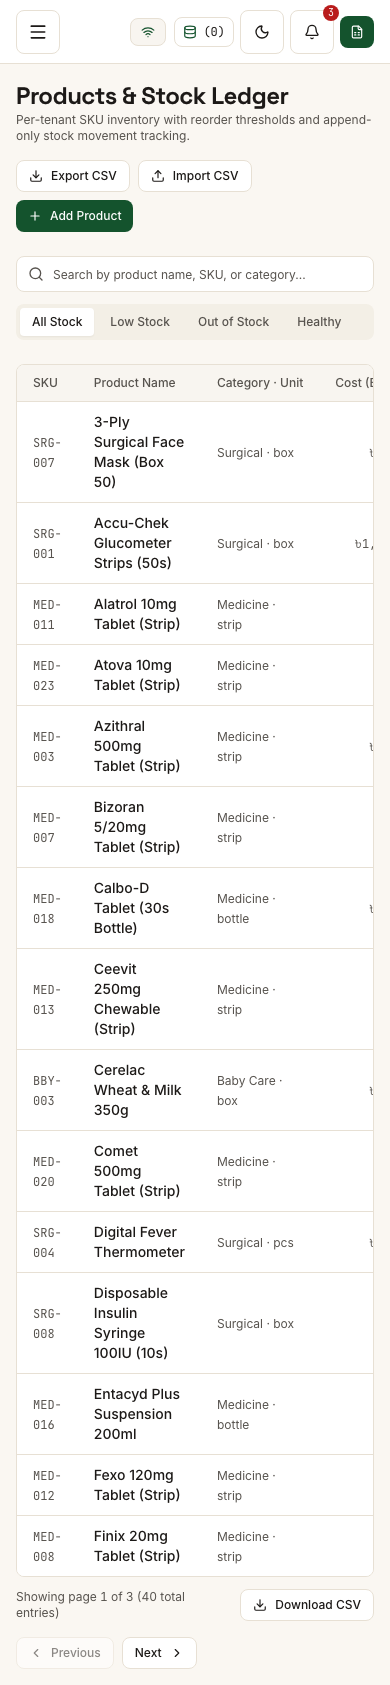 (0)
3
Products & Stock Ledger
Per-tenant SKU inventory with reorder thresholds and append-
only stock movement tracking.
Export CSV
Import CSV
Add Product
Search by product name, SKU, or category...
All Stock
Low Stock
Out of Stock
Healthy
SKU
Product Name
Category · Unit
Cost
SRG-
007
3-Ply
Surgical Face
Mask (Box
50)
Surgical · box
SRG-
001
Accu-Chek
Glucometer
Strips (50s)
Surgical · box
৳1,
MED-
011
Alatrol 10mg
Tablet (Strip)
Medicine ·
strip
MED-
023
Atova 10mg
Tablet (Strip)
Medicine ·
strip
MED-
003
Azithral
500mg
Tablet (Strip)
Medicine ·
strip
MED-
007
Bizoran
5/20mg
Tablet (Strip)
Medicine ·
strip
MED-
018
Calbo-D
Tablet (30s
Bottle)
Medicine ·
bottle
MED-
013
Ceevit
250mg
Chewable
(Strip)
Medicine ·
strip
BBY-
003
Cerelac
Wheat & Milk
350g
Baby Care ·
box
MED-
020
Comet
500mg
Tablet (Strip)
Medicine ·
strip
SRG-
004
Digital Fever
Thermometer
Surgical · pcs
SRG-
008
Disposable
Insulin
Syringe
100IU (10s)
Surgical · box
MED-
016
Entacyd Plus
Suspension
200ml
Medicine ·
bottle
MED-
012
Fexo 120mg
Tablet (Strip)
Medicine ·
strip
MED-
008
Finix 20mg
Tablet (Strip)
Medicine ·
strip
Showing page 1 of 3 (40 total
entries)
Download CSV
Previous
Next